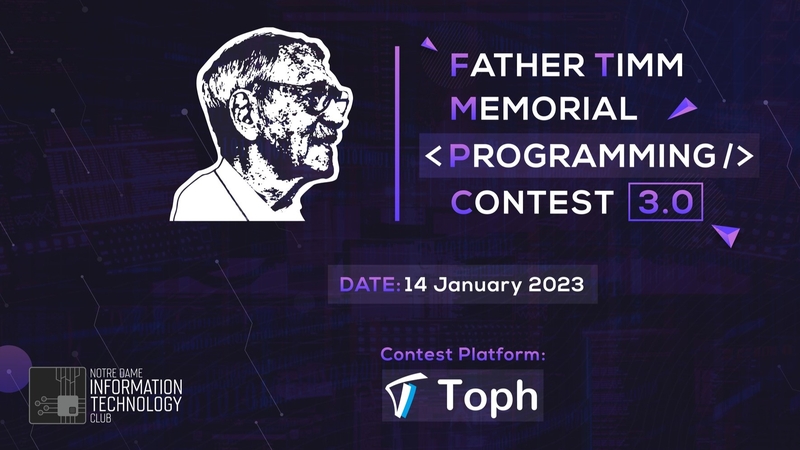 FATHER TIMM
MEMORIAL
<PROGRAMMING/>
CONTEST 3.0
DATE: 14 January 2023
Contest Platform:
Toph
NOTRE DAME
INFORMATION
TECHNOLOGY
CLUB